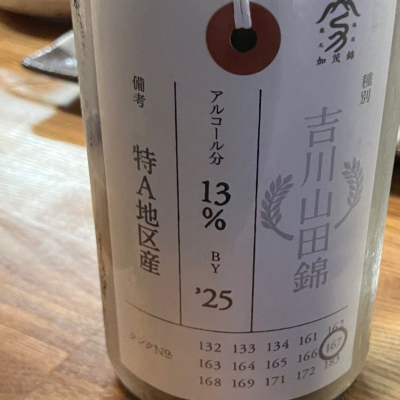 加茂錦
種別
吉川山田錦
アルコール分
13%
BY
'25
備考
特A地区産
タンクNo.
132 133 134 161 162
163 164 165 166 167
168 169 171 172 183